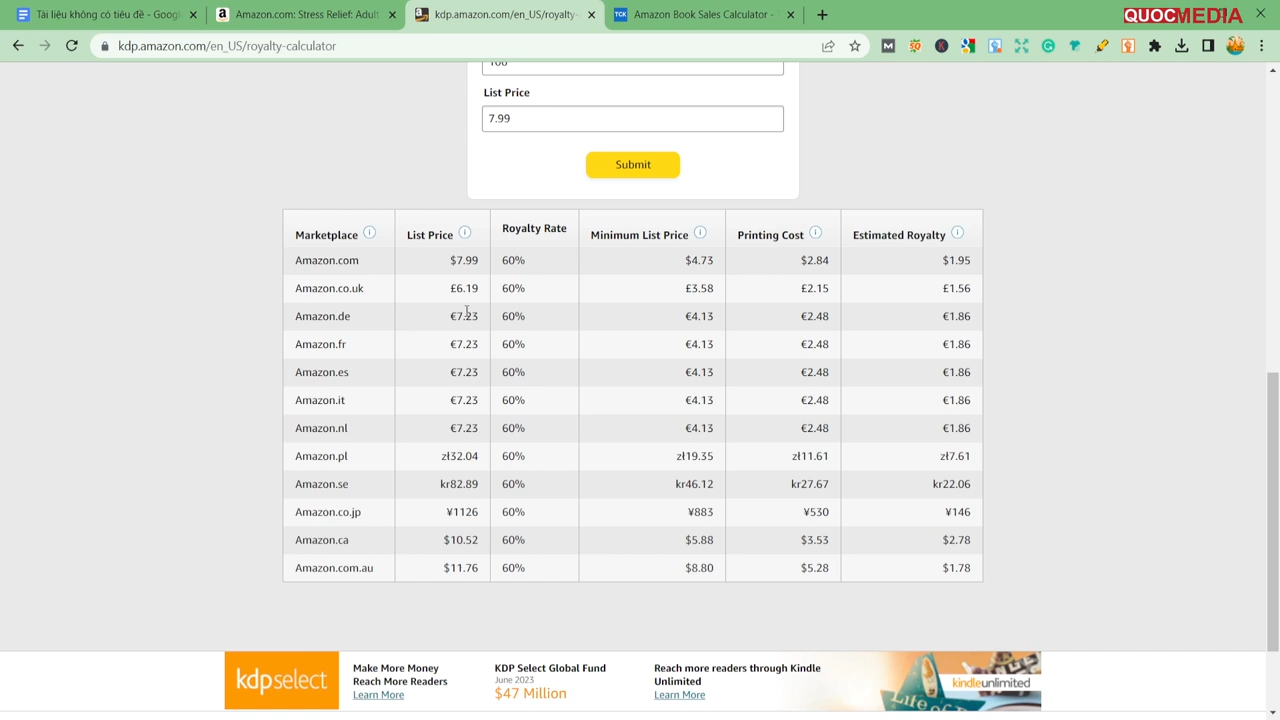 Tài liệu không có tiêu đề - Goog
Amazon.com: Stress Relief: Adult
kdp.amazon.com/en_US/royalty-
TCK Amazon Book Sales Calculator -
QUOCMEDIA
kdp.amazon.com/en_US/royalty-calculator
100
List Price
7.99
Submit
Marketplace List Price Royalty Rate Minimum List Price Printing Cost Estimated Royalty
Amazon.com $7.99 60% $4.73 $2.84 $1.95
Amazon.co.uk £6.19 60% £3.58 £2.15 £1.56
Amazon.de €7.23 60% €4.13 €2.48 €1.86
Amazon.fr €7.23 60% €4.13 €2.48 €1.86
Amazon.es €7.23 60% €4.13 €2.48 €1.86
Amazon.it €7.23 60% €4.13 €2.48 €1.86
Amazon.nl €7.23 60% €4.13 €2.48 €1.86
Amazon.pl zł32.04 60% zł19.35 zł11.61 zł7.61
Amazon.se kr82.89 60% kr46.12 kr27.67 kr22.06
Amazon.co.jp ¥1126 60% ¥883 ¥530 ¥146
Amazon.ca $10.52 60% $5.88 $3.53 $2.78
Amazon.com.au $11.76 60% $8.80 $5.28 $1.78
kdpselect
Make More Money
Reach More Readers
Learn More
KDP Select Global Fund
June 2023
$47 Million
Reach more readers through Kindle
Unlimited
Learn More
Life of
kindleunlimited